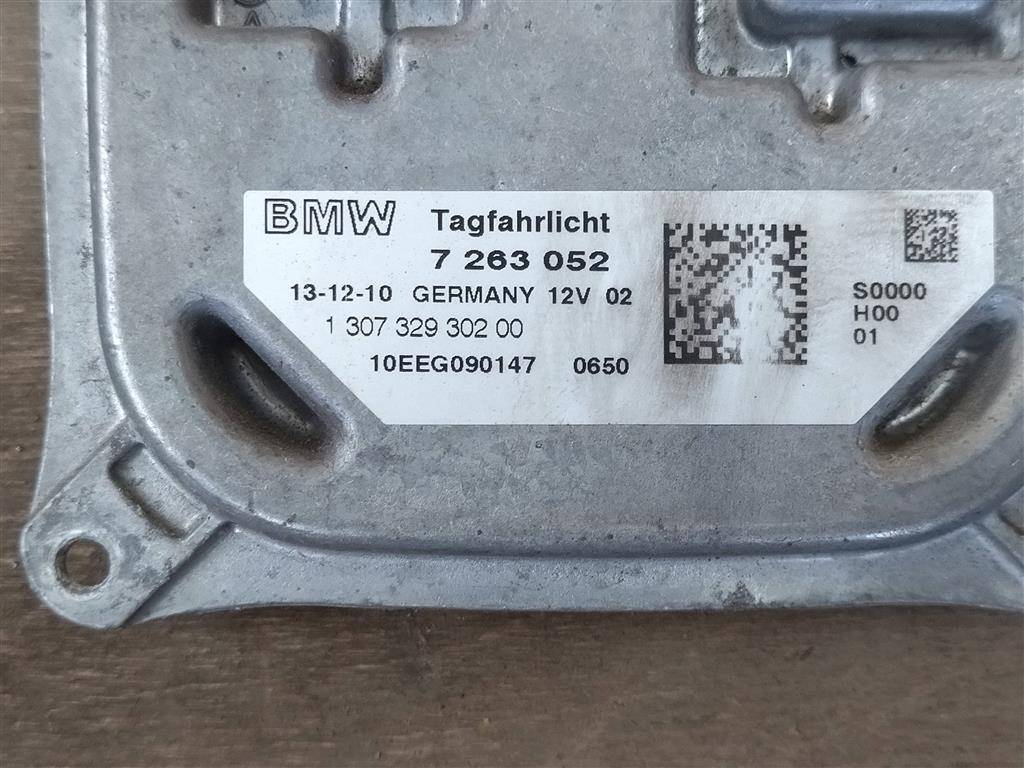 BMW Tagfahrlicht
7 263 052
13-12-10 GERMANY 12V 02
1 307 329 302 00
10EEG090147 0650
S0000
H00
01